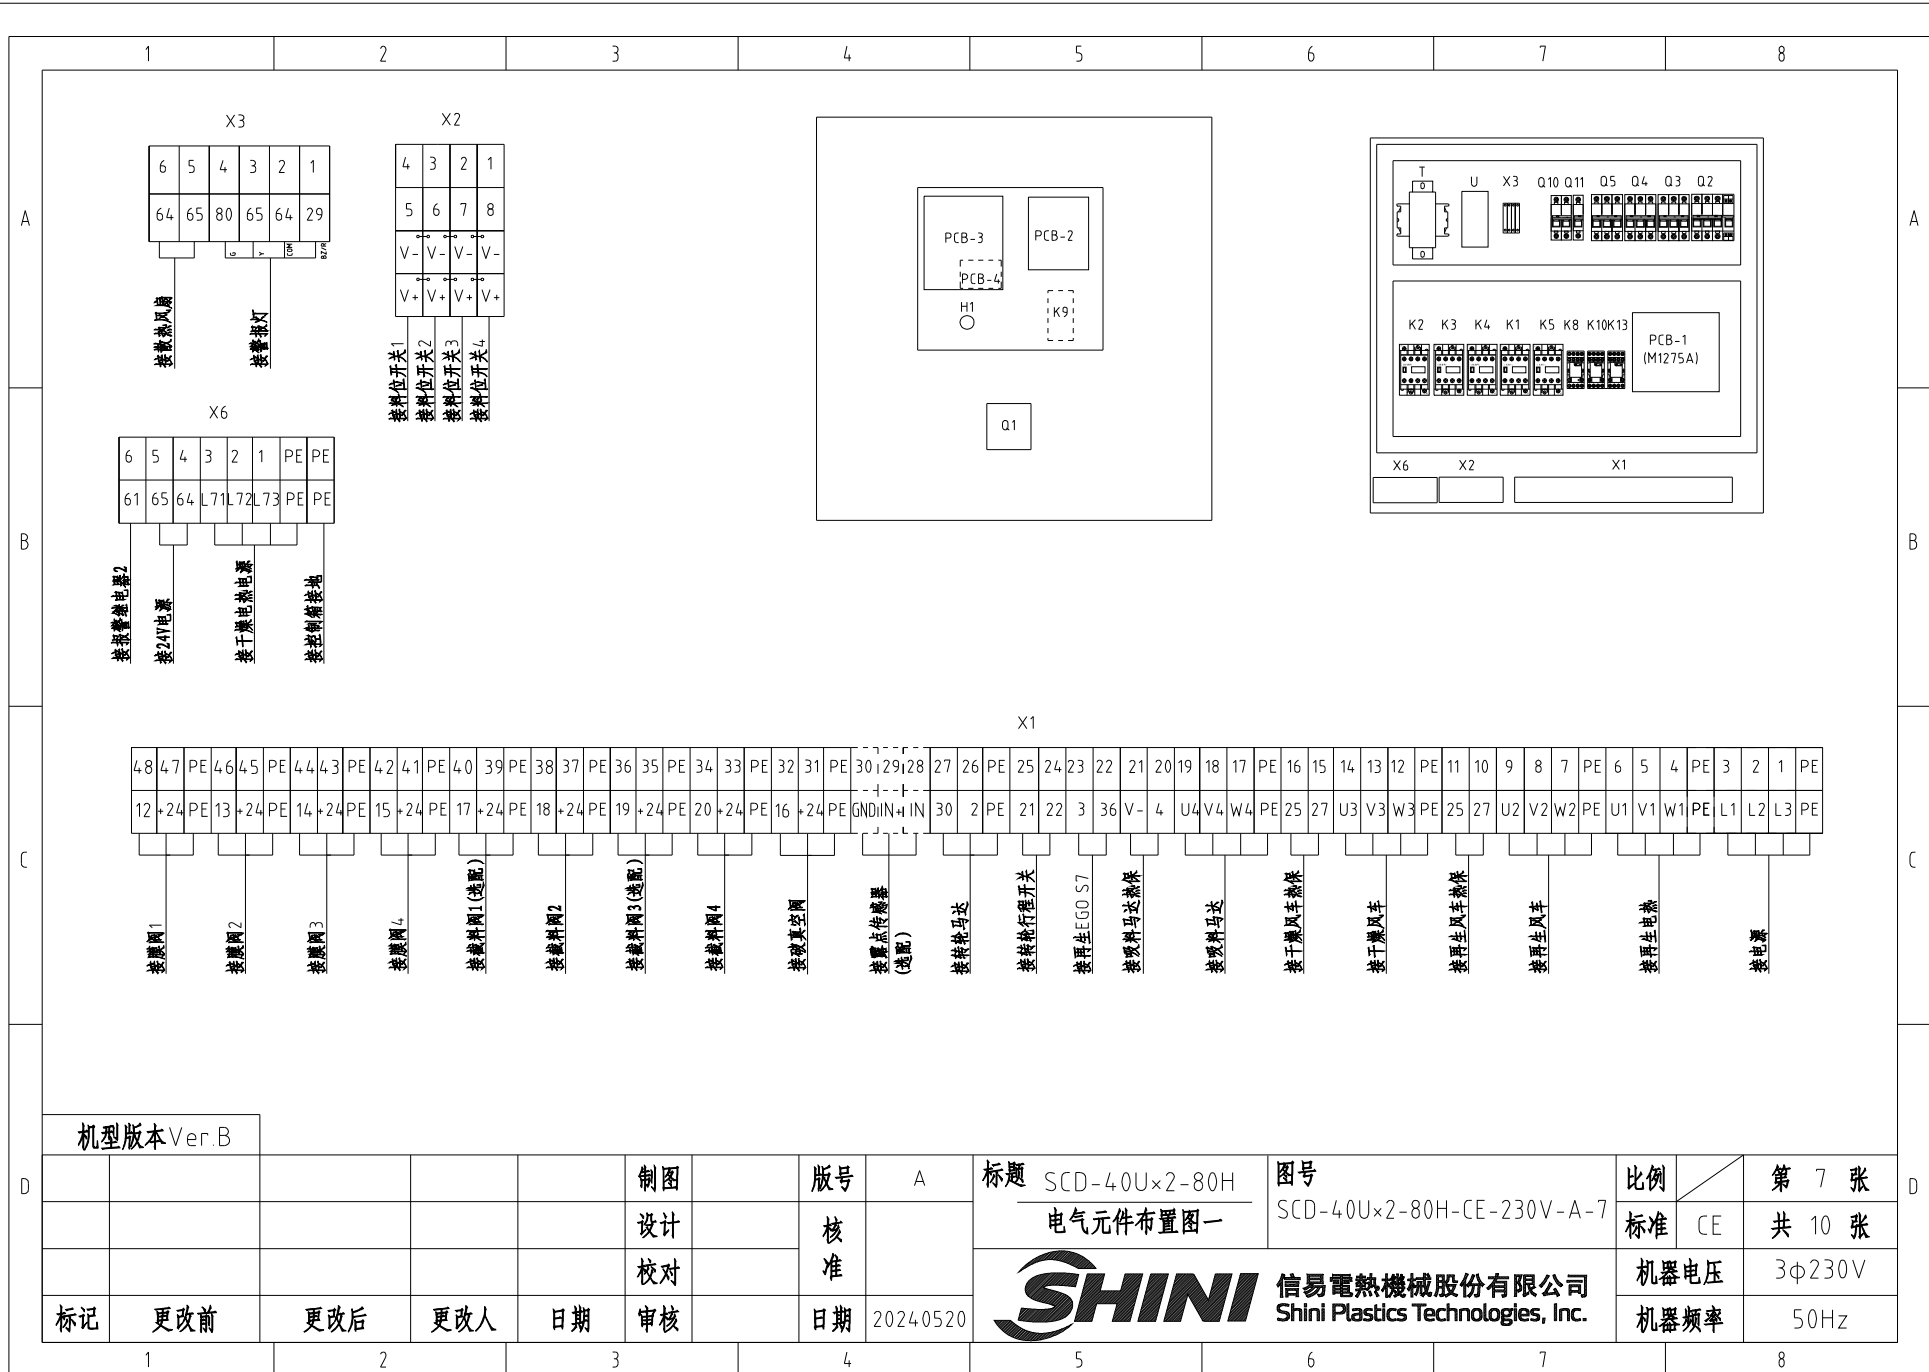 1 2 3 4 5 6 7 8
X3
6 5 4 3 2 1
64 65 80 65 64 29
G Y COM BZ/R
接散热风扇
接警报灯
X2
4 3 2 1
5 6 7 8
V- V- V- V-
V+ V+ V+ V+
接料位开关1
接料位开关2
接料位开关3
接料位开关4
PCB-3
PCB-2
PCB-4
H1
K9
Q1
T U X3 Q10 Q11 Q5 Q4 Q3 Q2
K2 K3 K4 K1 K5 K8 K10 K13
PCB-1
(M1275A)
X6 X2 X1
A A
X6
6 5 4 3 2 1 PE PE
61 65 64 L71 L72 L73 PE PE
接报警继电器2
接24V电源
接干燥电热电源
接控制箱接地
B B
X1
48 47 PE 46 45 PE 44 43 PE 42 41 PE 40 39 PE 38 37 PE 36 35 PE 34 33 PE 32 31 PE 30 29 28 27 26 PE 25 24 23 22 21 20 19 18 17 PE 16 15 14 13 12 PE 11 10 9 8 7 PE 6 5 4 PE 3 2 1 PE
12 +24 PE 13 +24 PE 14 +24 PE 15 +24 PE 17 +24 PE 18 +24 PE 19 +24 PE 20 +24 PE 16 +24 PE GND IN+ IN 30 2 PE 21 22 3 36 V- 4 U4 V4 W4 PE 25 27 U3 V3 W3 PE 25 27 U2 V2 W2 PE U1 V1 W1 PE L1 L2 L3 PE
接膜阀1
接膜阀2
接膜阀3
接膜阀4
接截料阀1(选配)
接截料阀2
接截料阀3(选配)
接截料阀4
接破真空阀
接露点传感器
(选配)
接转轮马达
接转轮行程开关
接再生EGO S7
接吸料马达热保
接吸料马达
接干燥风车热保
接干燥风车
接再生风车热保
接再生风车
接再生电热
接电源
C C
机型版本Ver.B
D D
制图 版号 A
设计 核准
校对
标记 更改前 更改后 更改人 日期 审核 日期 20240520
标题 SCD-40U×2-80H
电气元件布置图一
图号
SCD-40U×2-80H-CE-230V-A-7
比例 第 7 张
标准 CE 共 10 张
机器电压 3φ230V
机器频率 50Hz
SHINI 信易電熱機械股份有限公司
Shini Plastics Technologies, Inc.
1 2 3 4 5 6 7 8